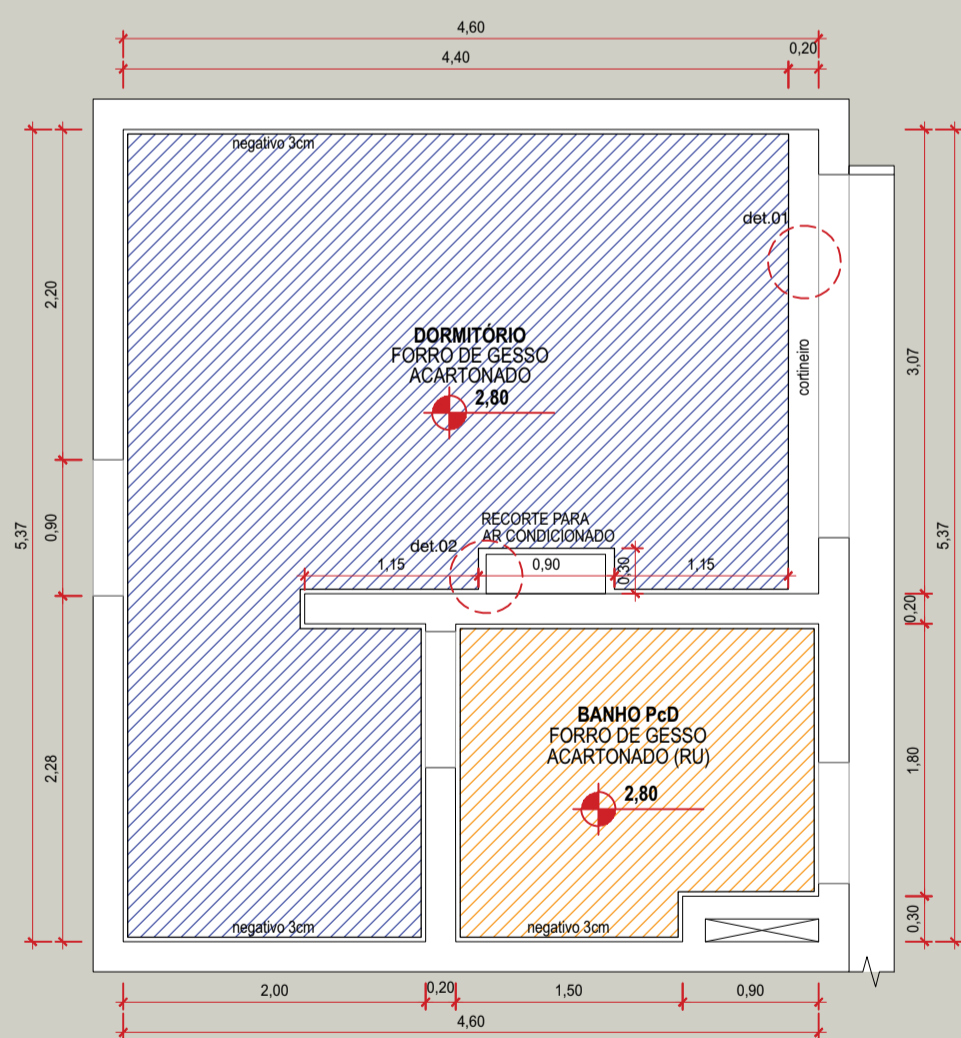 4,60
4,40
0,20
negativo 3cm
det.01
2,20
cortineiro
3,07
DORMITÓRIO
FORRO DE GESSO
ACARTONADO
2,80
5,37
0,90
5,37
RECORTE PARA
AR CONDICIONADO
det.02
1,15
0,90
0,30
1,15
0,20
BANHO PcD
FORRO DE GESSO
ACARTONADO (RU)
2,80
2,28
1,80
0,30
negativo 3cm
negativo 3cm
2,00
0,20
1,50
0,90
4,60